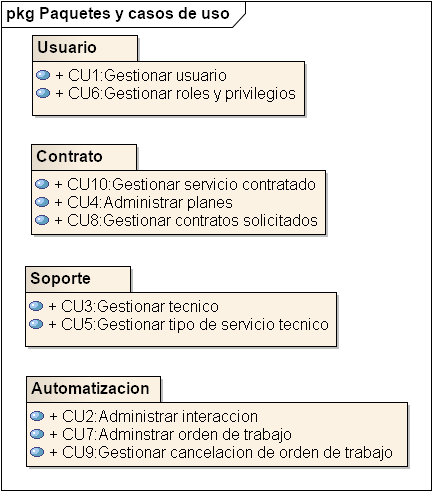 pkg Paquetes y casos de uso
Usuario
+ CU1:Gestionar usuario
+ CU6:Gestionar roles y privilegios
Contrato
+ CU10:Gestionar servicio contratado
+ CU4:Administrar planes
+ CU8:Gestionar contratos solicitados
Soporte
+ CU3:Gestionar tecnico
+ CU5:Gestionar tipo de servicio tecnico
Automatizacion
+ CU2:Administrar interaccion
+ CU7:Adminstrar orden de trabajo
+ CU9:Gestionar cancelacion de orden de trabajo